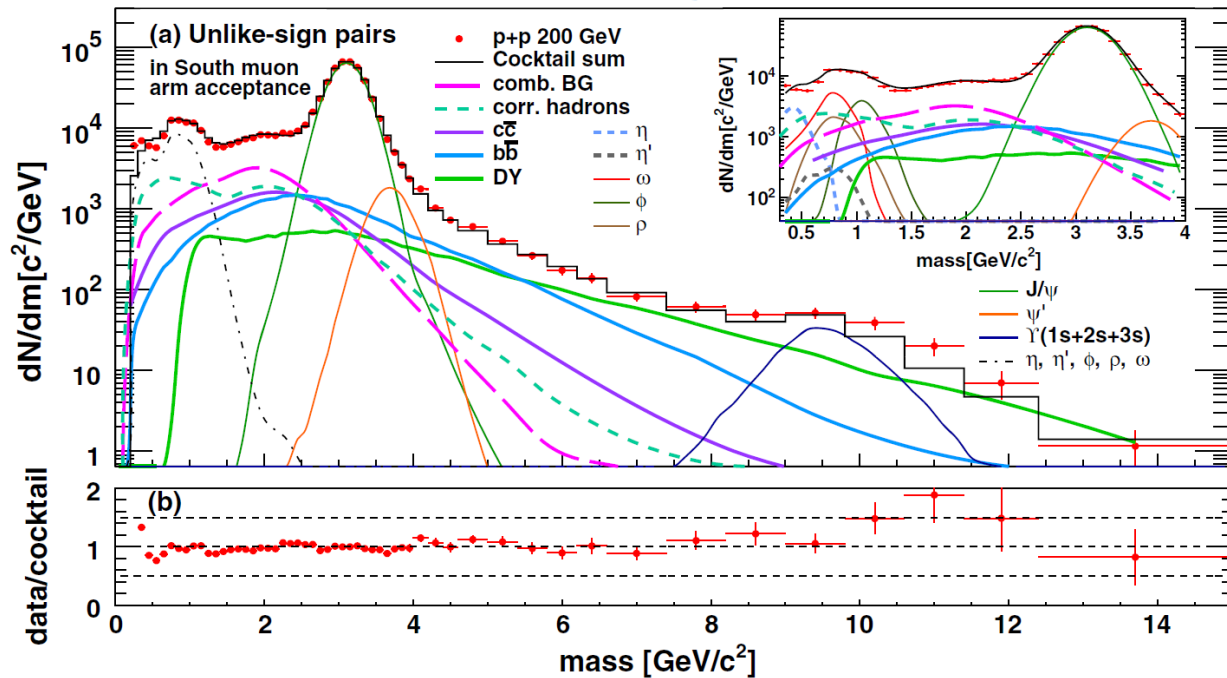 (a) Unlike-sign pairs
in South muon
arm acceptance
p+p 200 GeV
Cocktail sum
comb. BG
corr. hadrons
cc̅
bb̅
DY
η
η'
ω
ϕ
ρ
J/ψ
ψ'
ϒ(1s+2s+3s)
η, η', ϕ, ρ, ω
dN/dm[c²/GeV]
10⁵
10⁴
10³
10²
10
1
dN/dm[c²/GeV]
10⁴
10³
10²
0.5 1 1.5 2 2.5 3 3.5 4
mass[GeV/c²]
(b)
data/cocktail
2
1
0
0 2 4 6 8 10 12 14
mass [GeV/c²]